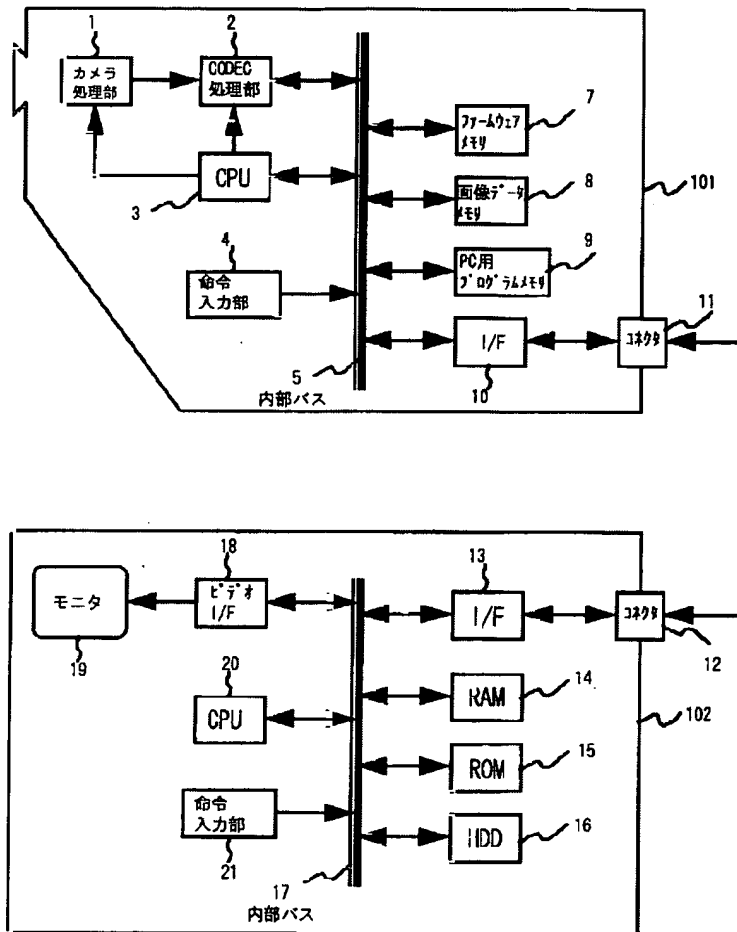 1
2
カメラ
処理部
CODEC
処理部
7
ファームウェア
メモリ
CPU
3
8
画像データ
メモリ
101
4
命令
入力部
9
PC用
プログラムメモリ
11
I/F
コネクタ
5
10
内部バス
18
13
モニタ
ビデオ
I/F
I/F
コネクタ
19
12
20
14
CPU
RAM
102
15
ROM
命令
入力部
16
HDD
21
17
内部バス